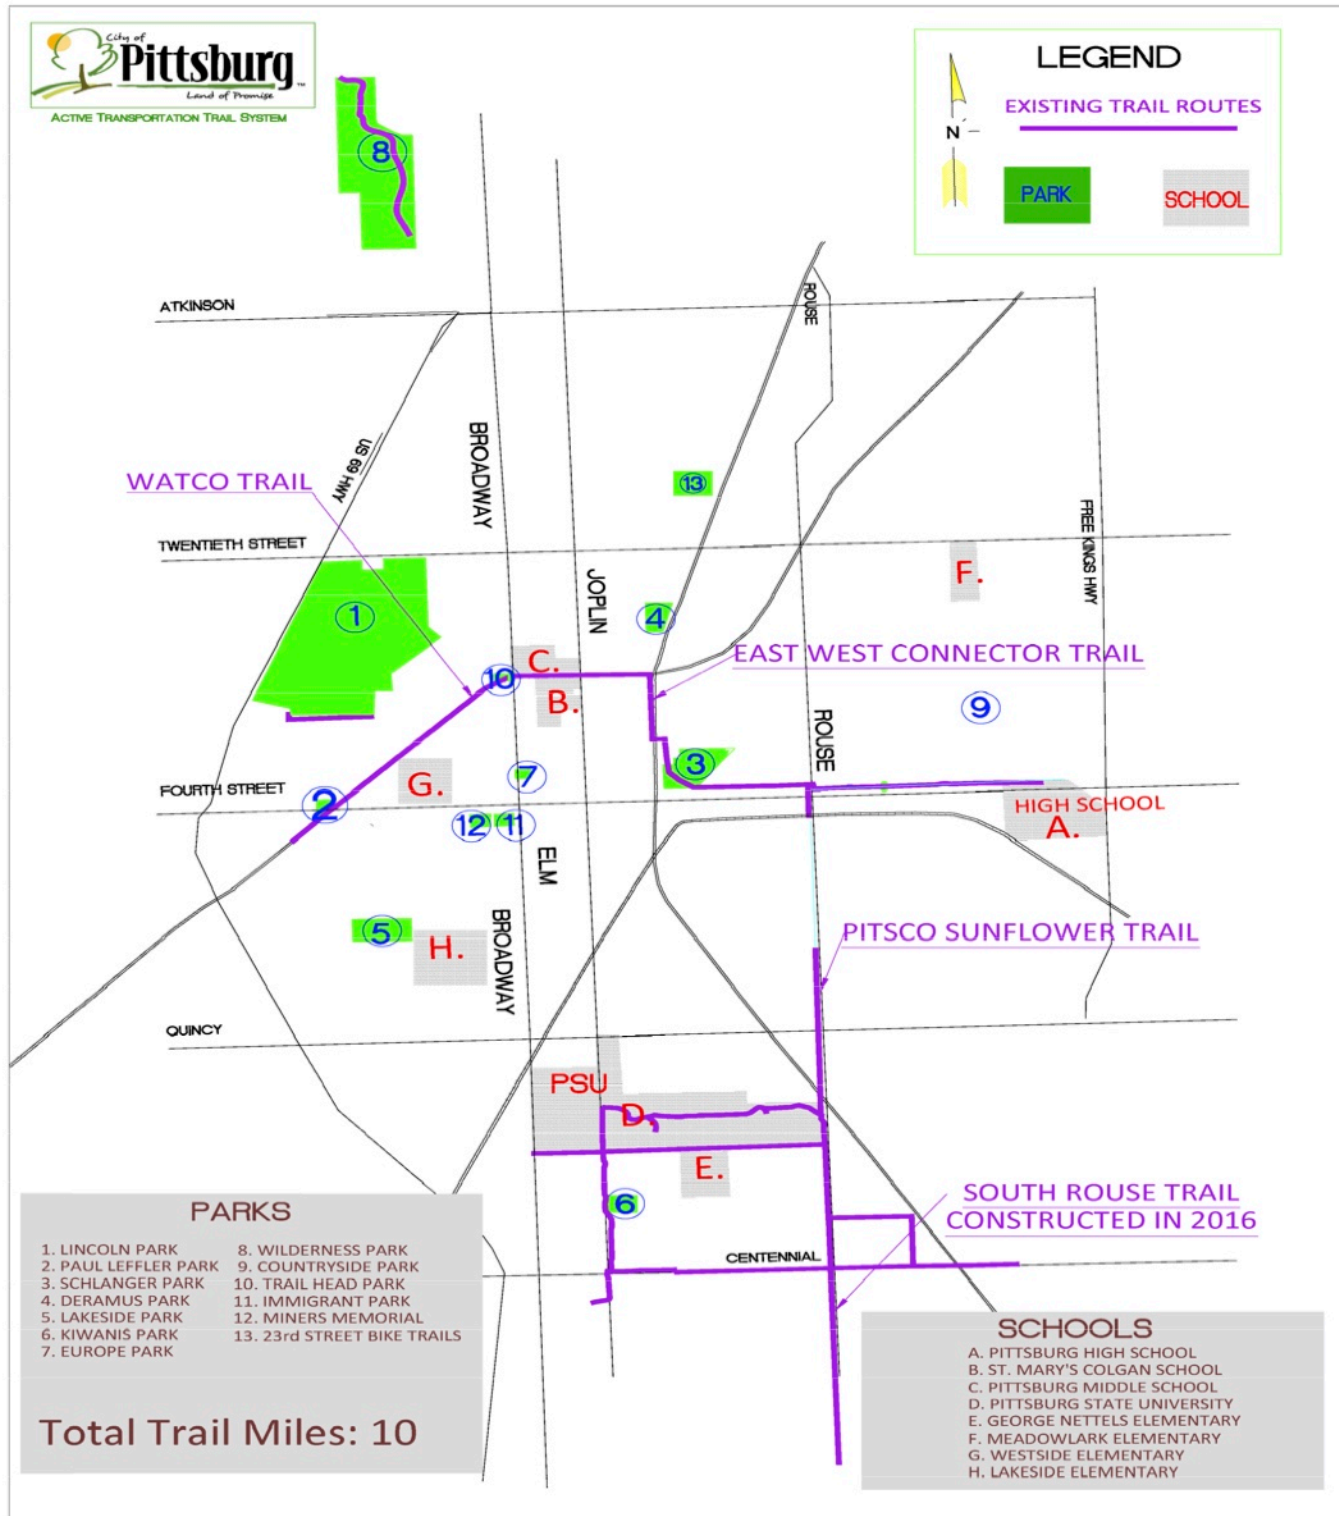 City of
Pittsburg™
Land of Promise
ACTIVE TRANSPORTATION TRAIL SYSTEM
LEGEND
EXISTING TRAIL ROUTES
N
PARK
SCHOOL
8
ATKINSON
ROUSE
US 69 HWY
BROADWAY
WATCO TRAIL
13
FREE KINGS HWY
TWENTIETH STREET
F.
JOPLIN
1
4
EAST WEST CONNECTOR TRAIL
C.
10
B.
9
ROUSE
3
7
G.
FOURTH STREET
2
HIGH SCHOOL
A.
12
11
ELM
5
H.
BROADWAY
PITSCO SUNFLOWER TRAIL
QUINCY
PSU
D.
E.
6
SOUTH ROUSE TRAIL
CONSTRUCTED IN 2016
CENTENNIAL
PARKS
1. LINCOLN PARK
2. PAUL LEFFLER PARK
3. SCHLANGER PARK
4. DERAMUS PARK
5. LAKESIDE PARK
6. KIWANIS PARK
7. EUROPE PARK
8. WILDERNESS PARK
9. COUNTRYSIDE PARK
10. TRAIL HEAD PARK
11. IMMIGRANT PARK
12. MINERS MEMORIAL
13. 23rd STREET BIKE TRAILS
Total Trail Miles: 10
SCHOOLS
A. PITTSBURG HIGH SCHOOL
B. ST. MARY'S COLGAN SCHOOL
C. PITTSBURG MIDDLE SCHOOL
D. PITTSBURG STATE UNIVERSITY
E. GEORGE NETTELS ELEMENTARY
F. MEADOWLARK ELEMENTARY
G. WESTSIDE ELEMENTARY
H. LAKESIDE ELEMENTARY